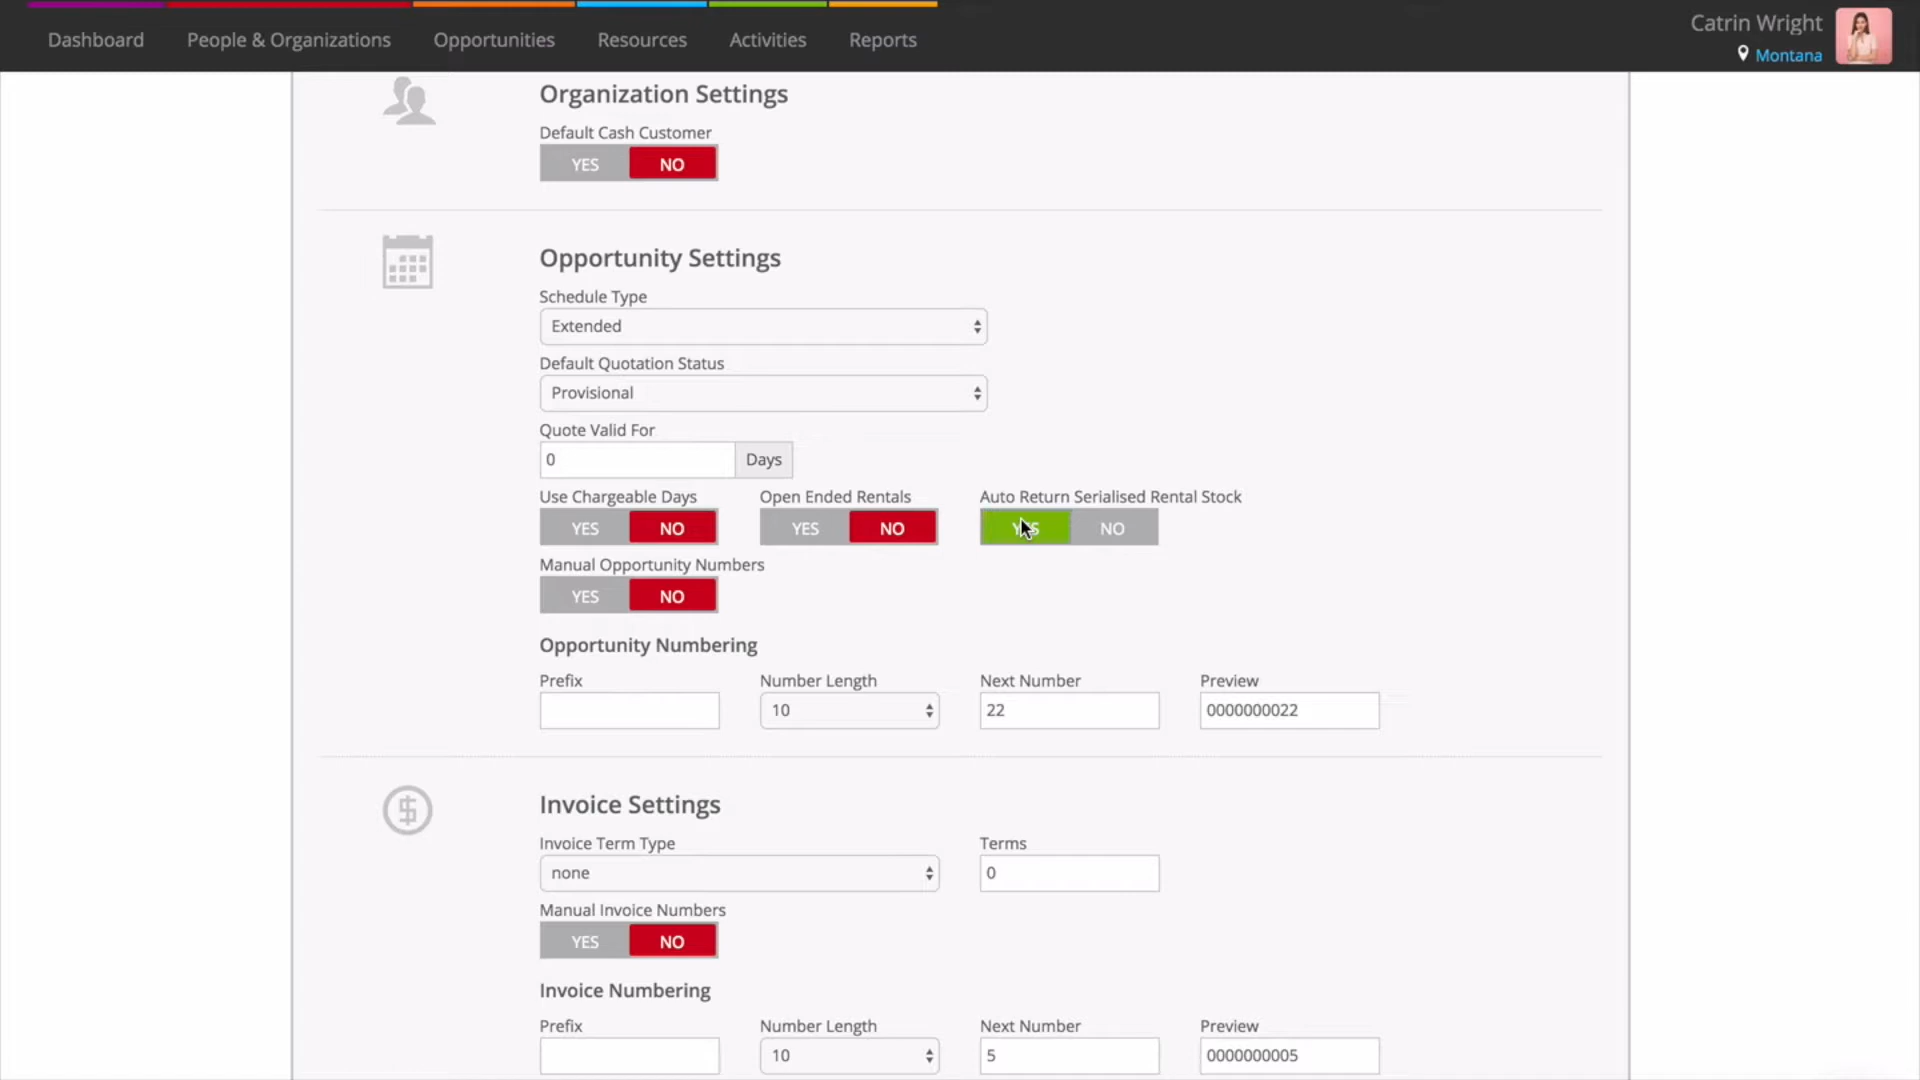 Dashboard People & Organizations Opportunities Resources Activities Reports
Catrin Wright
Montana
Organization Settings
Default Cash Customer
YES NO
Opportunity Settings
Schedule Type
Extended
Default Quotation Status
Provisional
Quote Valid For
0 Days
Use Chargeable Days Open Ended Rentals Auto Return Serialised Rental Stock
YES NO YES NO YES NO
Manual Opportunity Numbers
YES NO
Opportunity Numbering
Prefix Number Length Next Number Preview
10 22 0000000022
Invoice Settings
Invoice Term Type Terms
none 0
Manual Invoice Numbers
YES NO
Invoice Numbering
Prefix Number Length Next Number Preview
10 5 0000000005